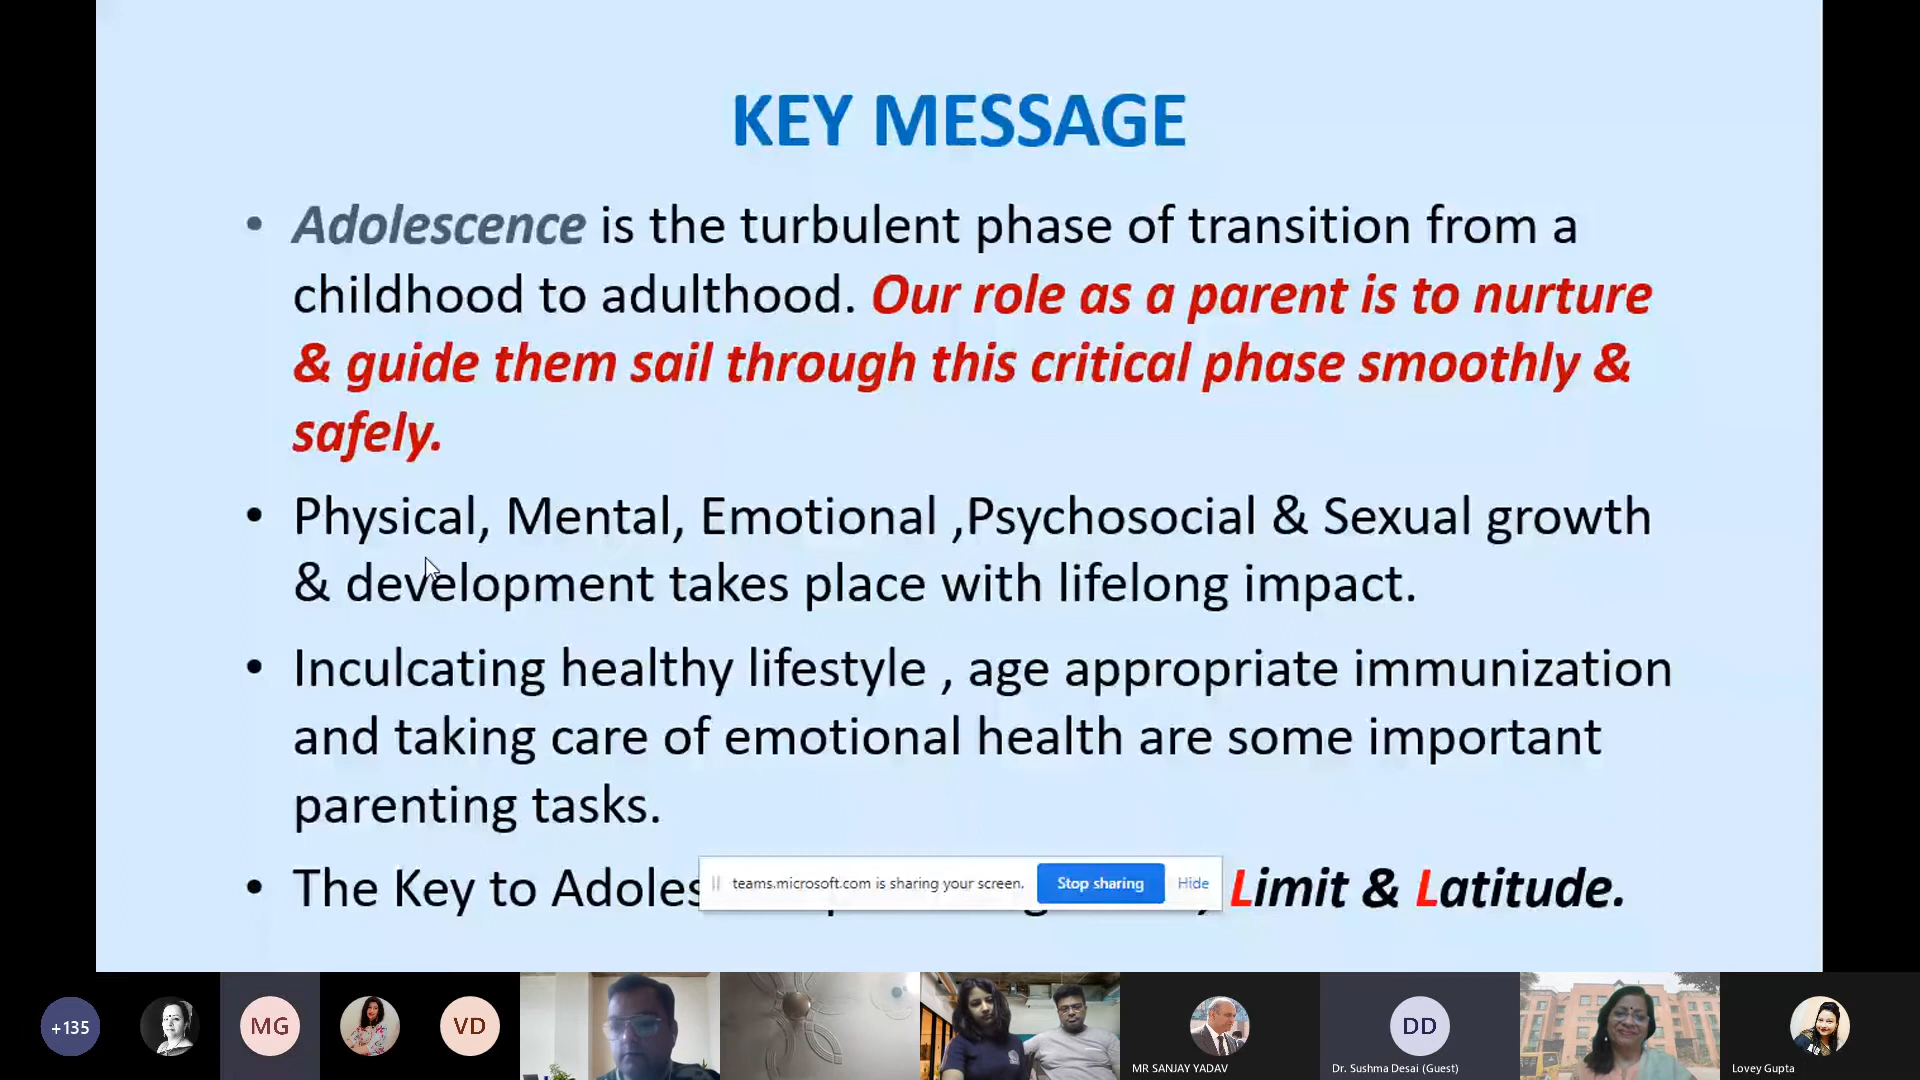 KEY MESSAGE
• Adolescence is the turbulent phase of transition from a
childhood to adulthood. Our role as a parent is to nurture
& guide them sail through this critical phase smoothly &
safely.
• Physical, Mental, Emotional ,Psychosocial & Sexual growth
& development takes place with lifelong impact.
• Inculcating healthy lifestyle , age appropriate immunization
and taking care of emotional health are some important
parenting tasks.
• The Key to Limit & Latitude.
teams.microsoft.com is sharing your screen. Stop sharing Hide
+135 MG VD DD
MR SANJAY YADAV Dr. Sushma Desai (Guest) Lovey Gupta